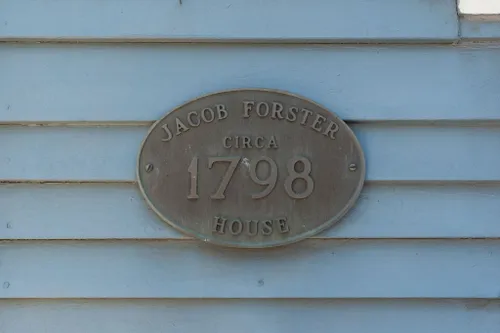 JACOB FORSTER
CIRCA
1798
HOUSE